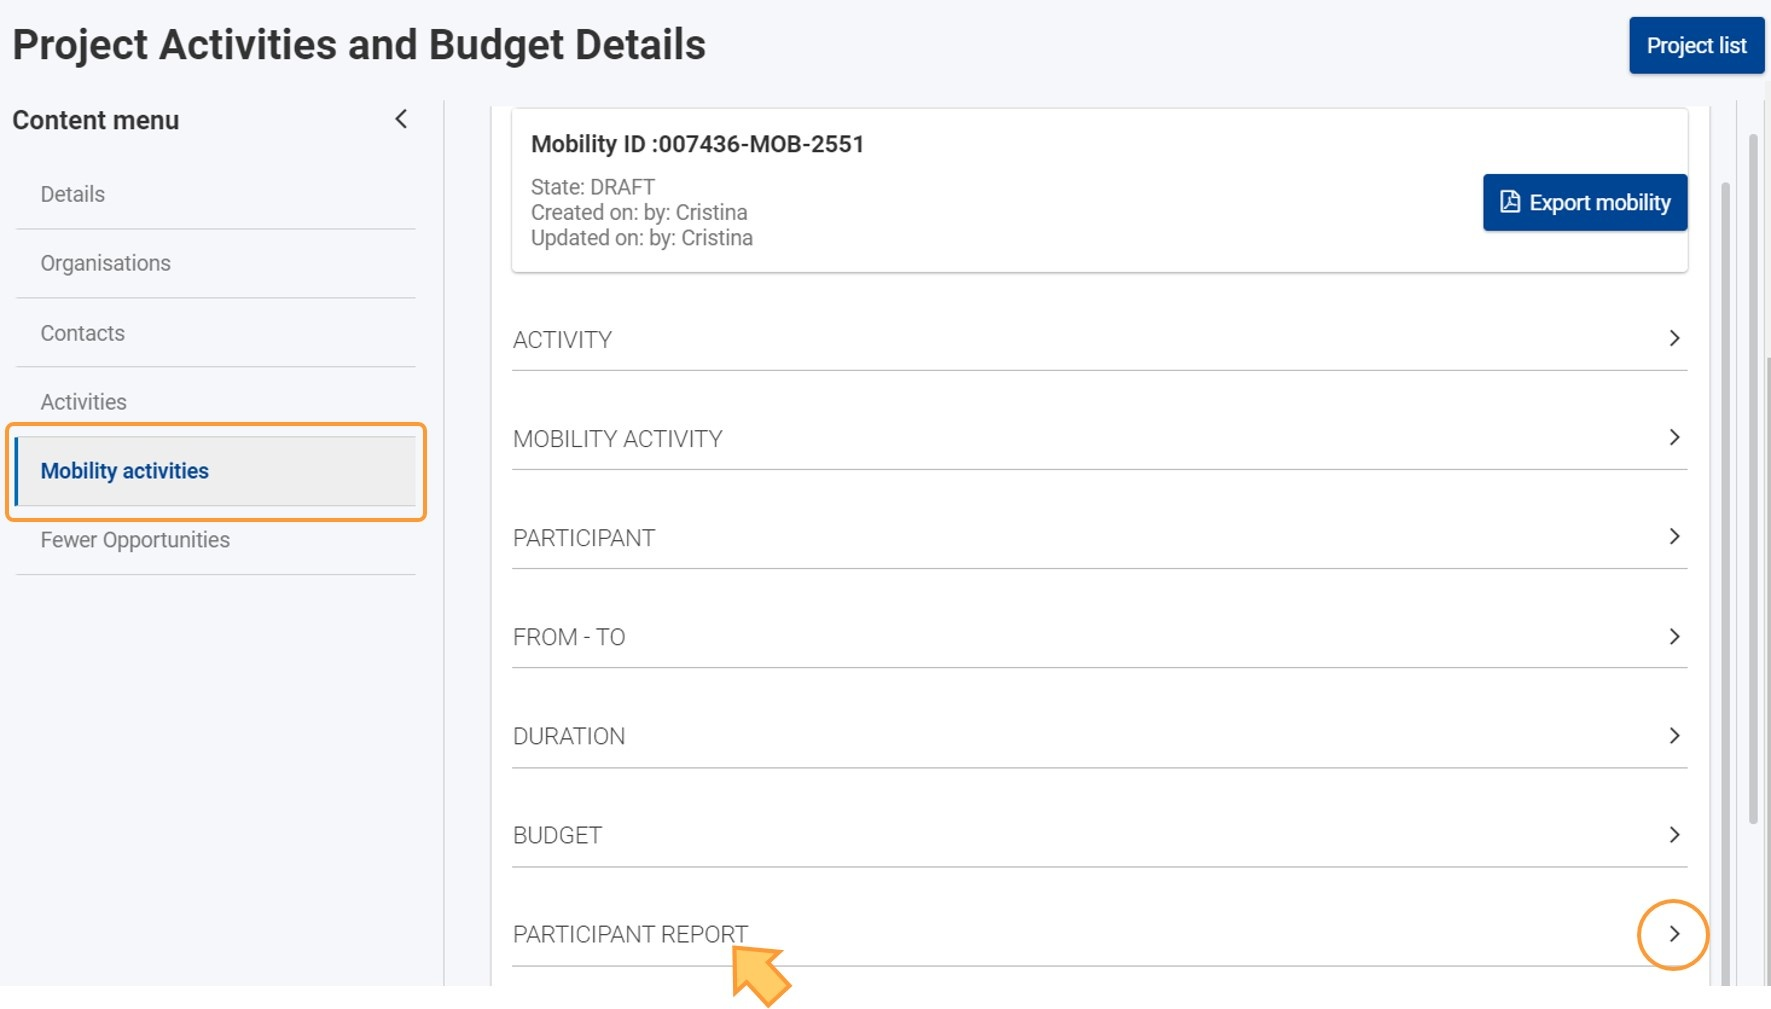 Project Activities and Budget Details
Project list
Content menu
Details
Organisations
Contacts
Activities
Mobility activities
Fewer Opportunities
Mobility ID :007436-MOB-2551
State: DRAFT
Created on: by: Cristina
Updated on: by: Cristina
Export mobility
ACTIVITY
MOBILITY ACTIVITY
PARTICIPANT
FROM - TO
DURATION
BUDGET
PARTICIPANT REPORT